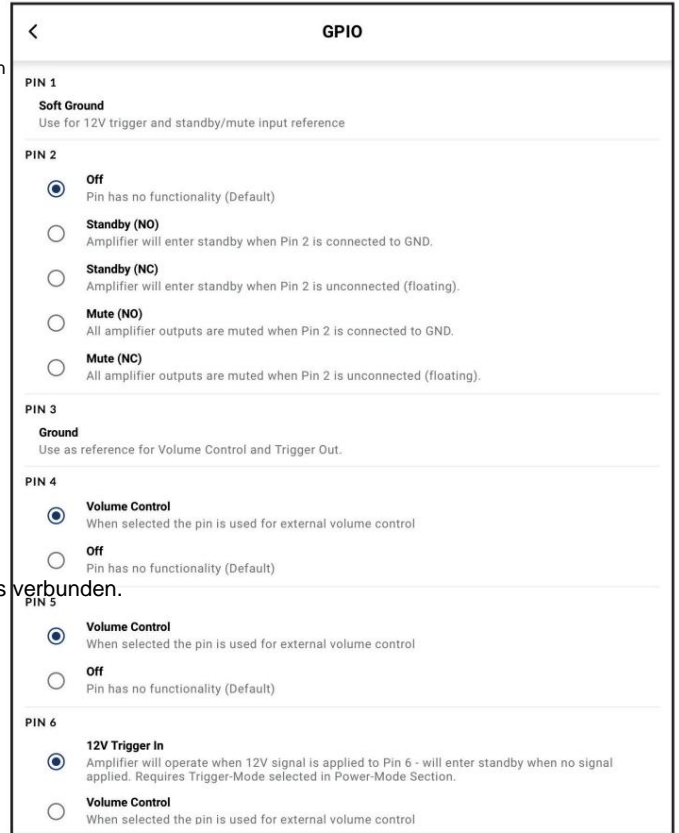 GPIO
n
PIN 1
Soft Ground
Use for 12V trigger and standby/mute input reference
PIN 2
Off
Pin has no functionality (Default)
Standby (NO)
Amplifier will enter standby when Pin 2 is connected to GND.
Standby (NC)
Amplifier will enter standby when Pin 2 is unconnected (floating).
Mute (NO)
All amplifier outputs are muted when Pin 2 is connected to GND.
Mute (NC)
All amplifier outputs are muted when Pin 2 is unconnected (floating).
PIN 3
Ground
Use as reference for Volume Control and Trigger Out.
PIN 4
Volume Control
When selected the pin is used for external volume control
Off
Pin has no functionality (Default)
s verbunden.
PIN 5
Volume Control
When selected the pin is used for external volume control
Off
Pin has no functionality (Default)
PIN 6
12V Trigger In
Amplifier will operate when 12V signal is applied to Pin 6 - will enter standby when no signal
applied. Requires Trigger-Mode selected in Power-Mode Section.
Volume Control
When selected the pin is used for external volume control